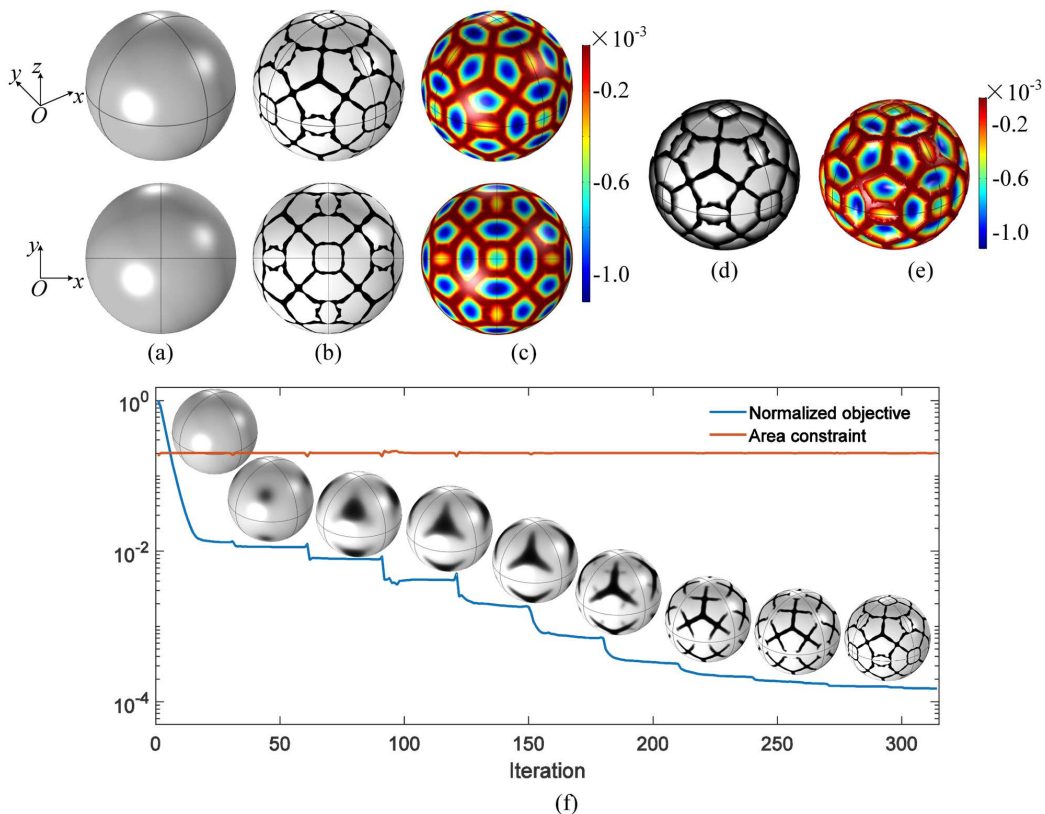 z
y
x
O
y
O
x
×10⁻³
-0.2
-0.6
-1.0
(a)
(b)
(c)
×10⁻³
-0.2
-0.6
-1.0
(d)
(e)
10⁰
10⁻²
10⁻⁴
Normalized objective
Area constraint
0 50 100 150 200 250 300
Iteration
(f)